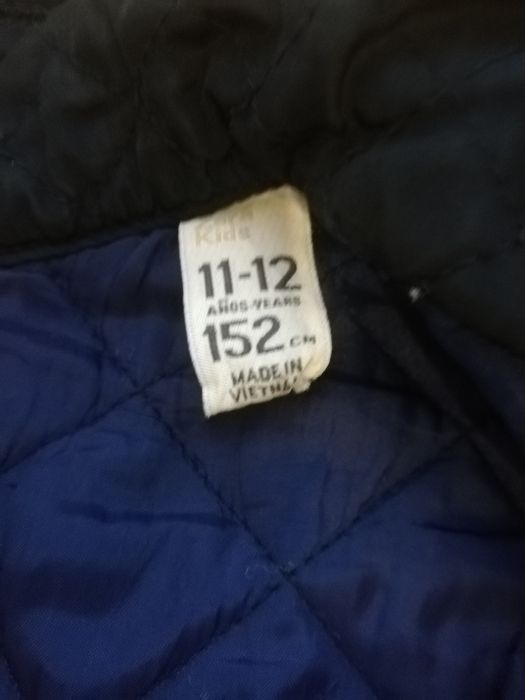 Kids
11-12
AÑOS-YEARS
152 CM
MADE IN
VIETNAM